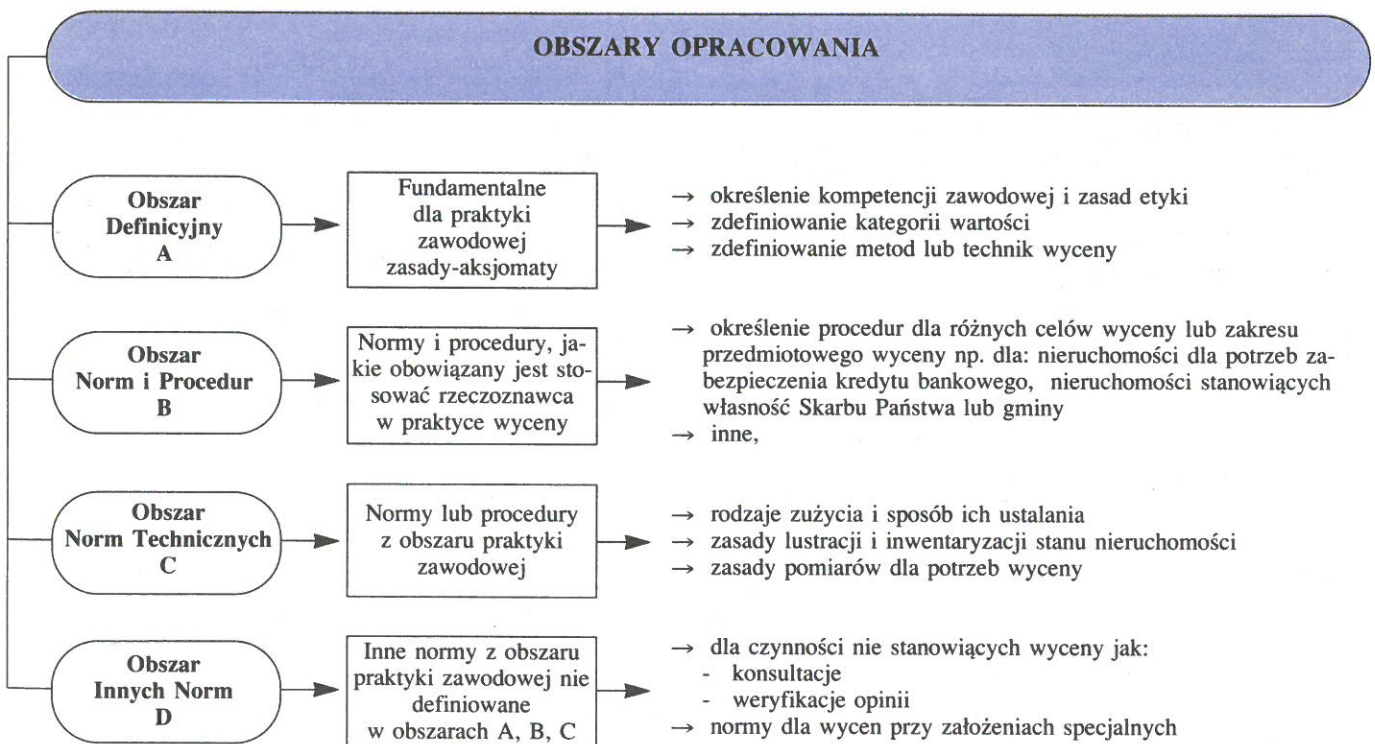 OBSZARY OPRACOWANIA
Obszar
Definicyjny
A
Fundamentalne
dla praktyki
zawodowej
zasady-aksjomaty
→ określenie kompetencji zawodowej i zasad etyki
→ zdefiniowanie kategorii wartości
→ zdefiniowanie metod lub technik wyceny
Obszar
Norm i Procedur
B
Normy i procedury, ja-
kie obowiązany jest sto-
sować rzeczoznawca
w praktyce wyceny
→ określenie procedur dla różnych celów wyceny lub zakresu
przedmiotowego wyceny np. dla: nieruchomości dla potrzeb za-
bezpieczenia kredytu bankowego, nieruchomości stanowiących
własność Skarbu Państwa lub gminy
→ inne,
Obszar
Norm Technicznych
C
Normy lub procedury
z obszaru praktyki
zawodowej
→ rodzaje zużycia i sposób ich ustalania
→ zasady lustracji i inwentaryzacji stanu nieruchomości
→ zasady pomiarów dla potrzeb wyceny
Obszar
Innych Norm
D
Inne normy z obszaru
praktyki zawodowej nie
definiowane
w obszarach A, B, C
→ dla czynności nie stanowiących wyceny jak:
- konsultacje
- weryfikacje opinii
→ normy dla wycen przy założeniach specjalnych